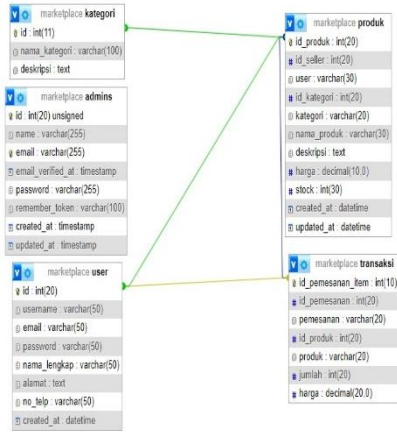 marketplace kategori
id : int(11)
nama_kategori : varchar(100)
deskripsi : text
marketplace admins
id : int(20) unsigned
name : varchar(255)
email : varchar(255)
email_verified_at : timestamp
password : varchar(255)
remember_token : varchar(100)
created_at : timestamp
updated_at : timestamp
marketplace user
id : int(20)
username : varchar(50)
email : varchar(50)
password : varchar(50)
nama_lengkap : varchar(50)
alamat : text
no_telp : varchar(50)
created_at : datetime
marketplace produk
id_produk : int(20)
id_seller : int(20)
user : varchar(30)
id_kategori : int(20)
kategori : varchar(20)
nama_produk : varchar(30)
deskripsi : text
harga : decimal(10,0)
stock : int(30)
created_at : datetime
updated_at : datetime
marketplace transaksi
id_pemesanan_item : int(10)
id_pemesanan : int(20)
pemesanan : varchar(20)
id_produk : int(20)
produk : varchar(20)
jumlah : int(20)
harga : decimal(20,0)